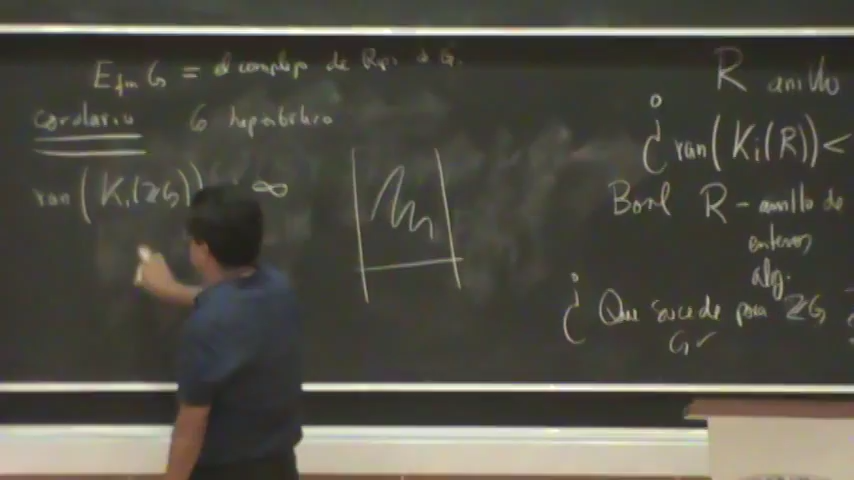 E_fin G = el complejo de Rips de G.
corolario G hiperbólico
ran(K_i(ZG)) < ∞
R anillo
¿ran(K_i(R)) <
Borel R - anillo de
enteros
alg.
¿Que sucede para ZG
G